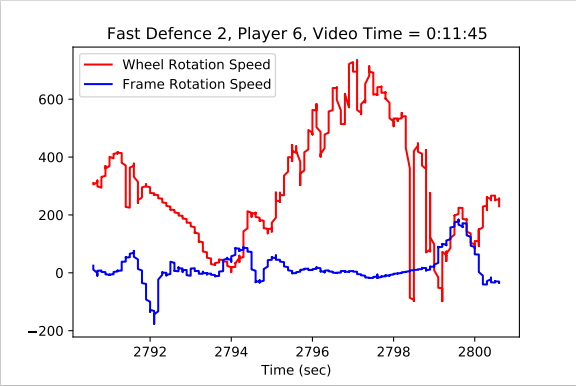 Fast Defence 2, Player 6, Video Time = 0:11:45
Wheel Rotation Speed
Frame Rotation Speed
600
400
200
0
−200
2792
2794
2796
2798
2800
Time (sec)